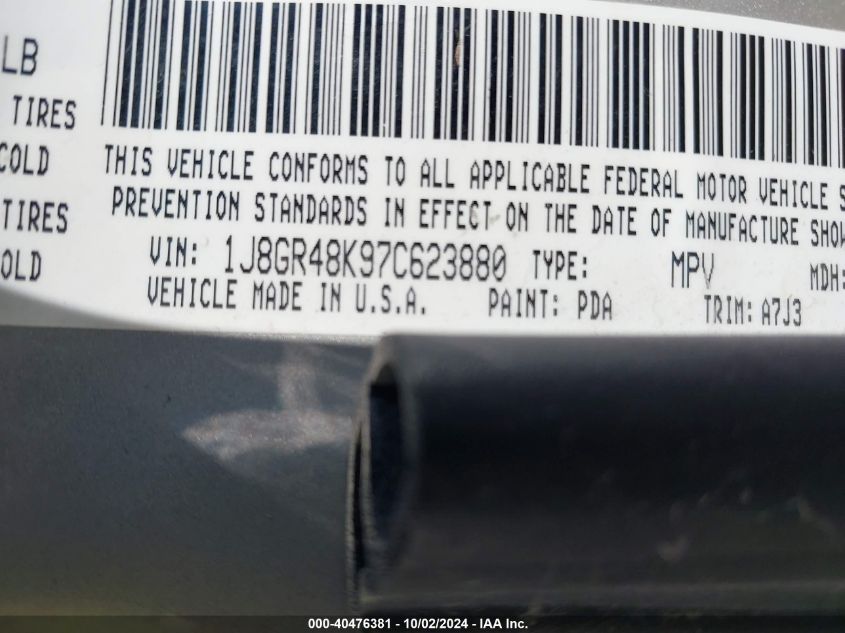 LB
TIRES
COLD
THIS VEHICLE CONFORMS TO ALL APPLICABLE FEDERAL MOTOR VEHICLE S
TIRES
PREVENTION STANDARDS IN EFFECT ON THE DATE OF MANUFACTURE SHOW
OLD
VIN: 1J8GR48K97C623880 TYPE: MPV MDH:
VEHICLE MADE IN U.S.A. PAINT: PDA TRIM: A7J3
000-40476381 - 10/02/2024 - IAA Inc.